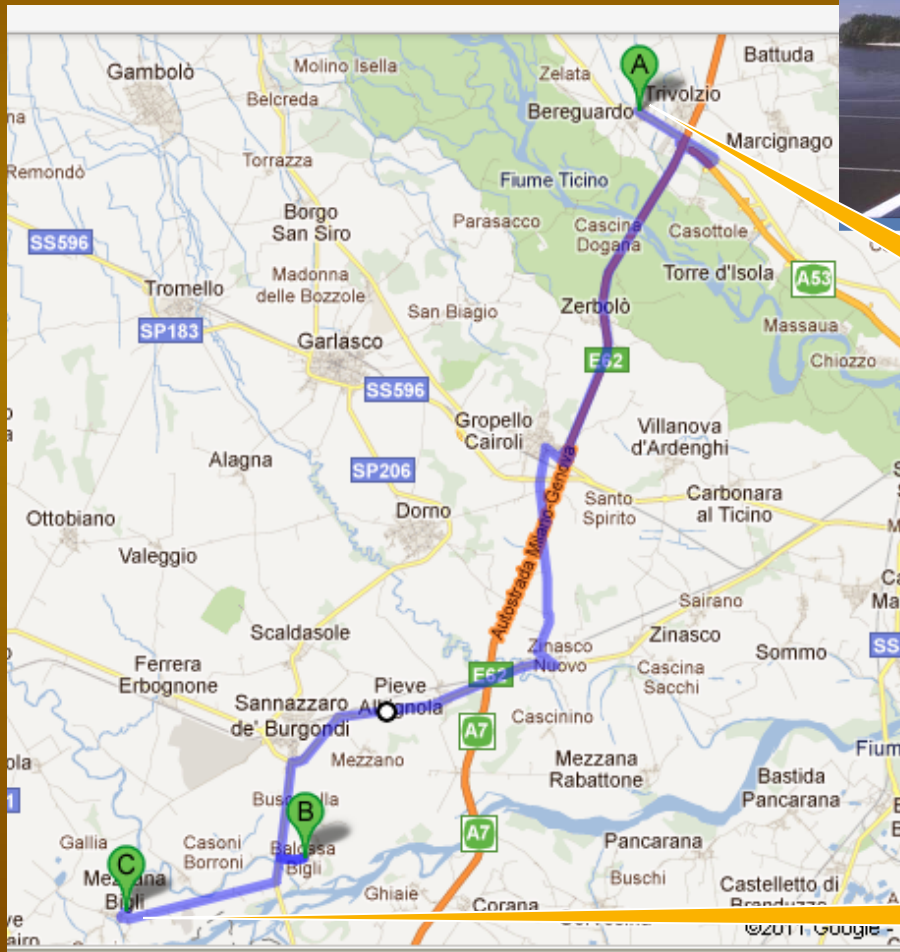 Gambolò
Molino Isella
Zelata
A
Battuda
Belcreda
Trivolzio
Bereguardo
Marcignago
Remondò
Torrazza
Fiume Ticino
Borgo
San Siro
Parasacco
Cascina
Dogana
Casottole
SS596
Madonna
delle Bozzole
Torre d'Isola
A53
Tromello
San Biagio
Zerbolò
SP183
Massaua
Garlasco
E62
Chiozzo
SS596
Gropello
Cairoli
Villanova
d'Ardenghi
Alagna
SP206
Autostrada Milano-Genova
Santo
Spirito
Carbonara
al Ticino
Dorno
Ottobiano
Valeggio
Sairano
Scaldasole
Zinasco
Nuovo
Zinasco
Sommo
SS
Ferrera
Erbognone
E62
Cascina
Sacchi
Pieve
Albignola
Sannazzaro
de' Burgondi
Cascinino
A7
Mezzano
Mezzana
Rabattone
Fium
Bastida
Pancarana
B
Gallia
Casoni
Borroni
Balossa
Bigli
A7
Pancarana
C
Mezzana
Bigli
Buschi
Ghiaie
Corana
Castelletto di
©2011 Google -